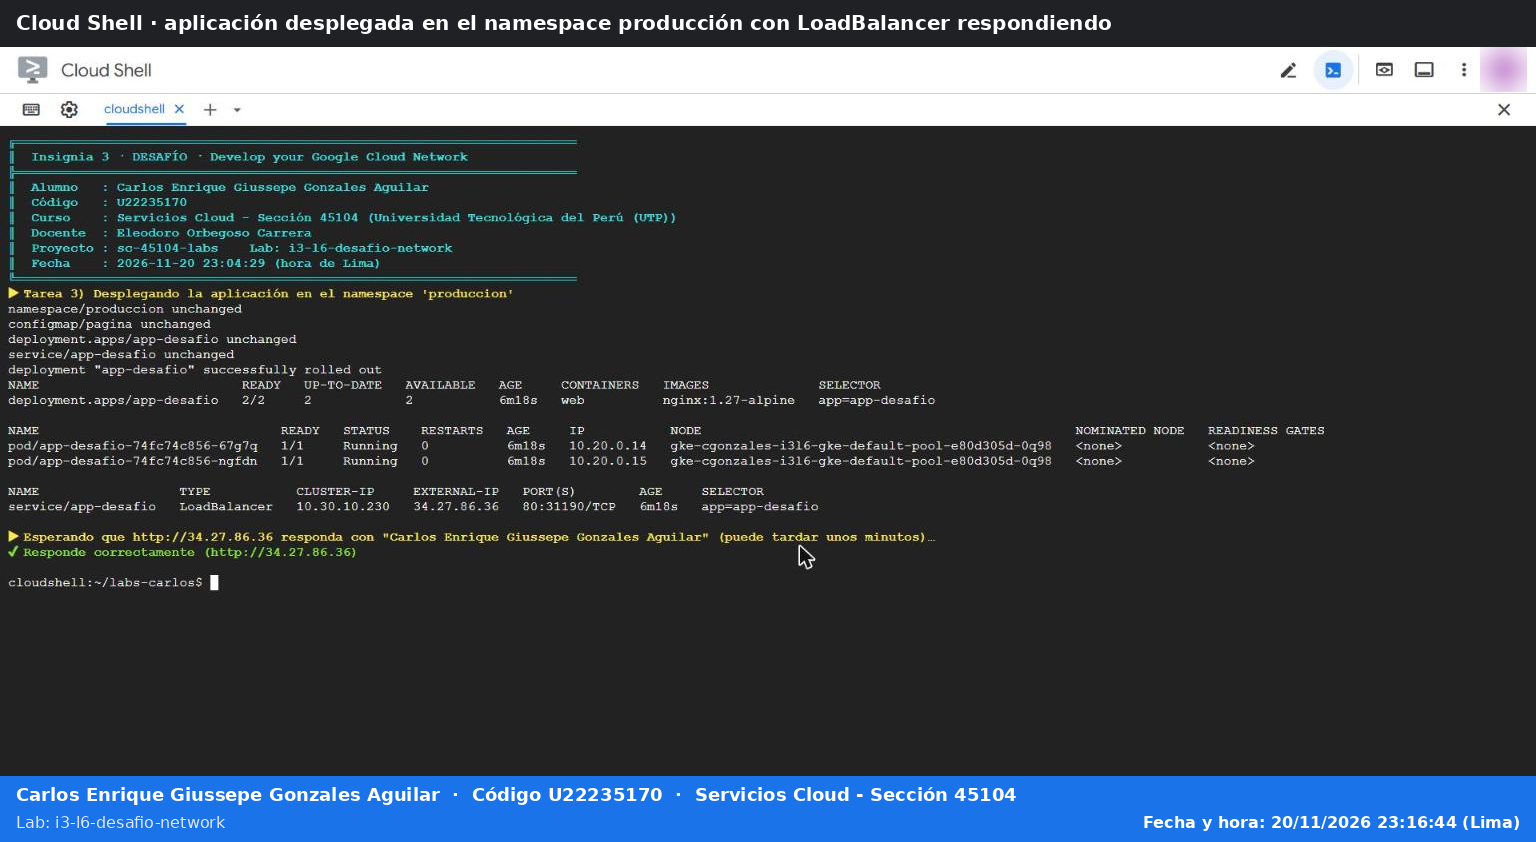 Cloud Shell · aplicación desplegada en el namespace producción con LoadBalancer respondiendo
Cloud Shell
cloudshell
Insignia 3 · DESAFÍO · Develop your Google Cloud Network
Alumno : Carlos Enrique Giussepe Gonzales Aguilar
Código : U22235170
Curso : Servicios Cloud - Sección 45104 (Universidad Tecnológica del Perú (UTP))
Docente : Eleodoro Orbegoso Carrera
Proyecto : sc-45104-labs Lab: i3-l6-desafio-network
Fecha : 2026-11-20 23:04:29 (hora de Lima)
▶ Tarea 3) Desplegando la aplicación en el namespace 'produccion'
namespace/produccion unchanged
configmap/pagina unchanged
deployment.apps/app-desafio unchanged
service/app-desafio unchanged
deployment "app-desafio" successfully rolled out
NAME READY UP-TO-DATE AVAILABLE AGE CONTAINERS IMAGES SELECTOR
deployment.apps/app-desafio 2/2 2 2 6m18s web nginx:1.27-alpine app=app-desafio
NAME READY STATUS RESTARTS AGE IP NODE NOMINATED NODE READINESS GATES
pod/app-desafio-74fc74c856-67g7q 1/1 Running 0 6m18s 10.20.0.14 gke-cgonzales-i3l6-gke-default-pool-e80d305d-0q98 <none> <none>
pod/app-desafio-74fc74c856-ngfdn 1/1 Running 0 6m18s 10.20.0.15 gke-cgonzales-i3l6-gke-default-pool-e80d305d-0q98 <none> <none>
NAME TYPE CLUSTER-IP EXTERNAL-IP PORT(S) AGE SELECTOR
service/app-desafio LoadBalancer 10.30.10.230 34.27.86.36 80:31190/TCP 6m18s app=app-desafio
▶ Esperando que http://34.27.86.36 responda con "Carlos Enrique Giussepe Gonzales Aguilar" (puede tardar unos minutos)…
✔ Responde correctamente (http://34.27.86.36)
cloudshell:~/labs-carlos$
Carlos Enrique Giussepe Gonzales Aguilar · Código U22235170 · Servicios Cloud - Sección 45104
Lab: i3-l6-desafio-network
Fecha y hora: 20/11/2026 23:16:44 (Lima)